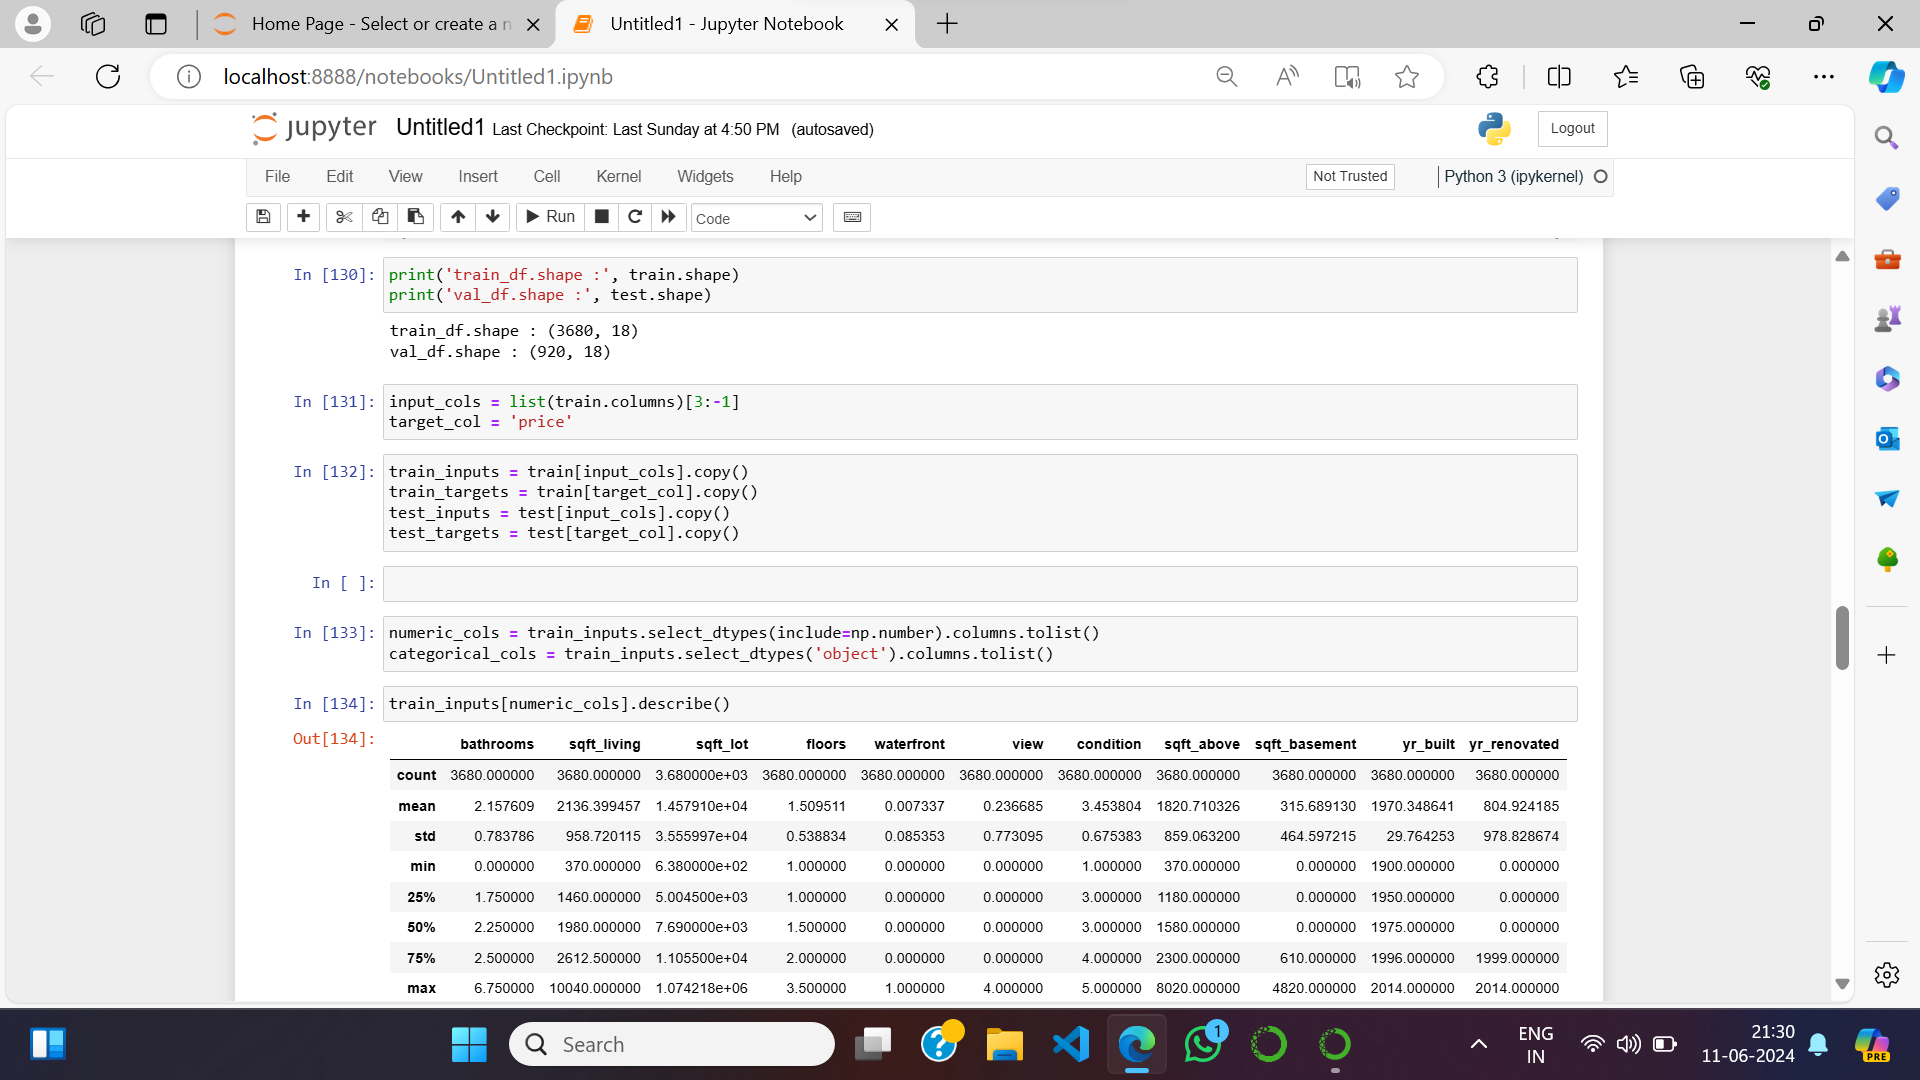 Home Page - Select or create a n
Untitled1 - Jupyter Notebook
localhost:8888/notebooks/Untitled1.ipynb
jupyter Untitled1 Last Checkpoint: Last Sunday at 4:50 PM (autosaved)
Logout
File Edit View Insert Cell Kernel Widgets Help
Not Trusted
Python 3 (ipykernel)
Run
Code
In [130]: print('train_df.shape :', train.shape)
print('val_df.shape :', test.shape)
train_df.shape : (3680, 18)
val_df.shape : (920, 18)
In [131]: input_cols = list(train.columns)[3:-1]
target_col = 'price'
In [132]: train_inputs = train[input_cols].copy()
train_targets = train[target_col].copy()
test_inputs = test[input_cols].copy()
test_targets = test[target_col].copy()
In [ ]:
In [133]: numeric_cols = train_inputs.select_dtypes(include=np.number).columns.tolist()
categorical_cols = train_inputs.select_dtypes('object').columns.tolist()
In [134]: train_inputs[numeric_cols].describe()
Out[134]:
bathrooms sqft_living sqft_lot floors waterfront view condition sqft_above sqft_basement yr_built yr_renovated
count 3680.000000 3680.000000 3.680000e+03 3680.000000 3680.000000 3680.000000 3680.000000 3680.000000 3680.000000 3680.000000 3680.000000
mean 2.157609 2136.399457 1.457910e+04 1.509511 0.007337 0.236685 3.453804 1820.710326 315.689130 1970.348641 804.924185
std 0.783786 958.720115 3.555997e+04 0.538834 0.085353 0.773095 0.675383 859.063200 464.597215 29.764253 978.828674
min 0.000000 370.000000 6.380000e+02 1.000000 0.000000 0.000000 1.000000 370.000000 0.000000 1900.000000 0.000000
25% 1.750000 1460.000000 5.004500e+03 1.000000 0.000000 0.000000 3.000000 1180.000000 0.000000 1950.000000 0.000000
50% 2.250000 1980.000000 7.690000e+03 1.500000 0.000000 0.000000 3.000000 1580.000000 0.000000 1975.000000 0.000000
75% 2.500000 2612.500000 1.105500e+04 2.000000 0.000000 0.000000 4.000000 2300.000000 610.000000 1996.000000 1999.000000
max 6.750000 10040.000000 1.074218e+06 3.500000 1.000000 4.000000 5.000000 8020.000000 4820.000000 2014.000000 2014.000000
Search
1
ENG
IN
21:30
11-06-2024
PRE